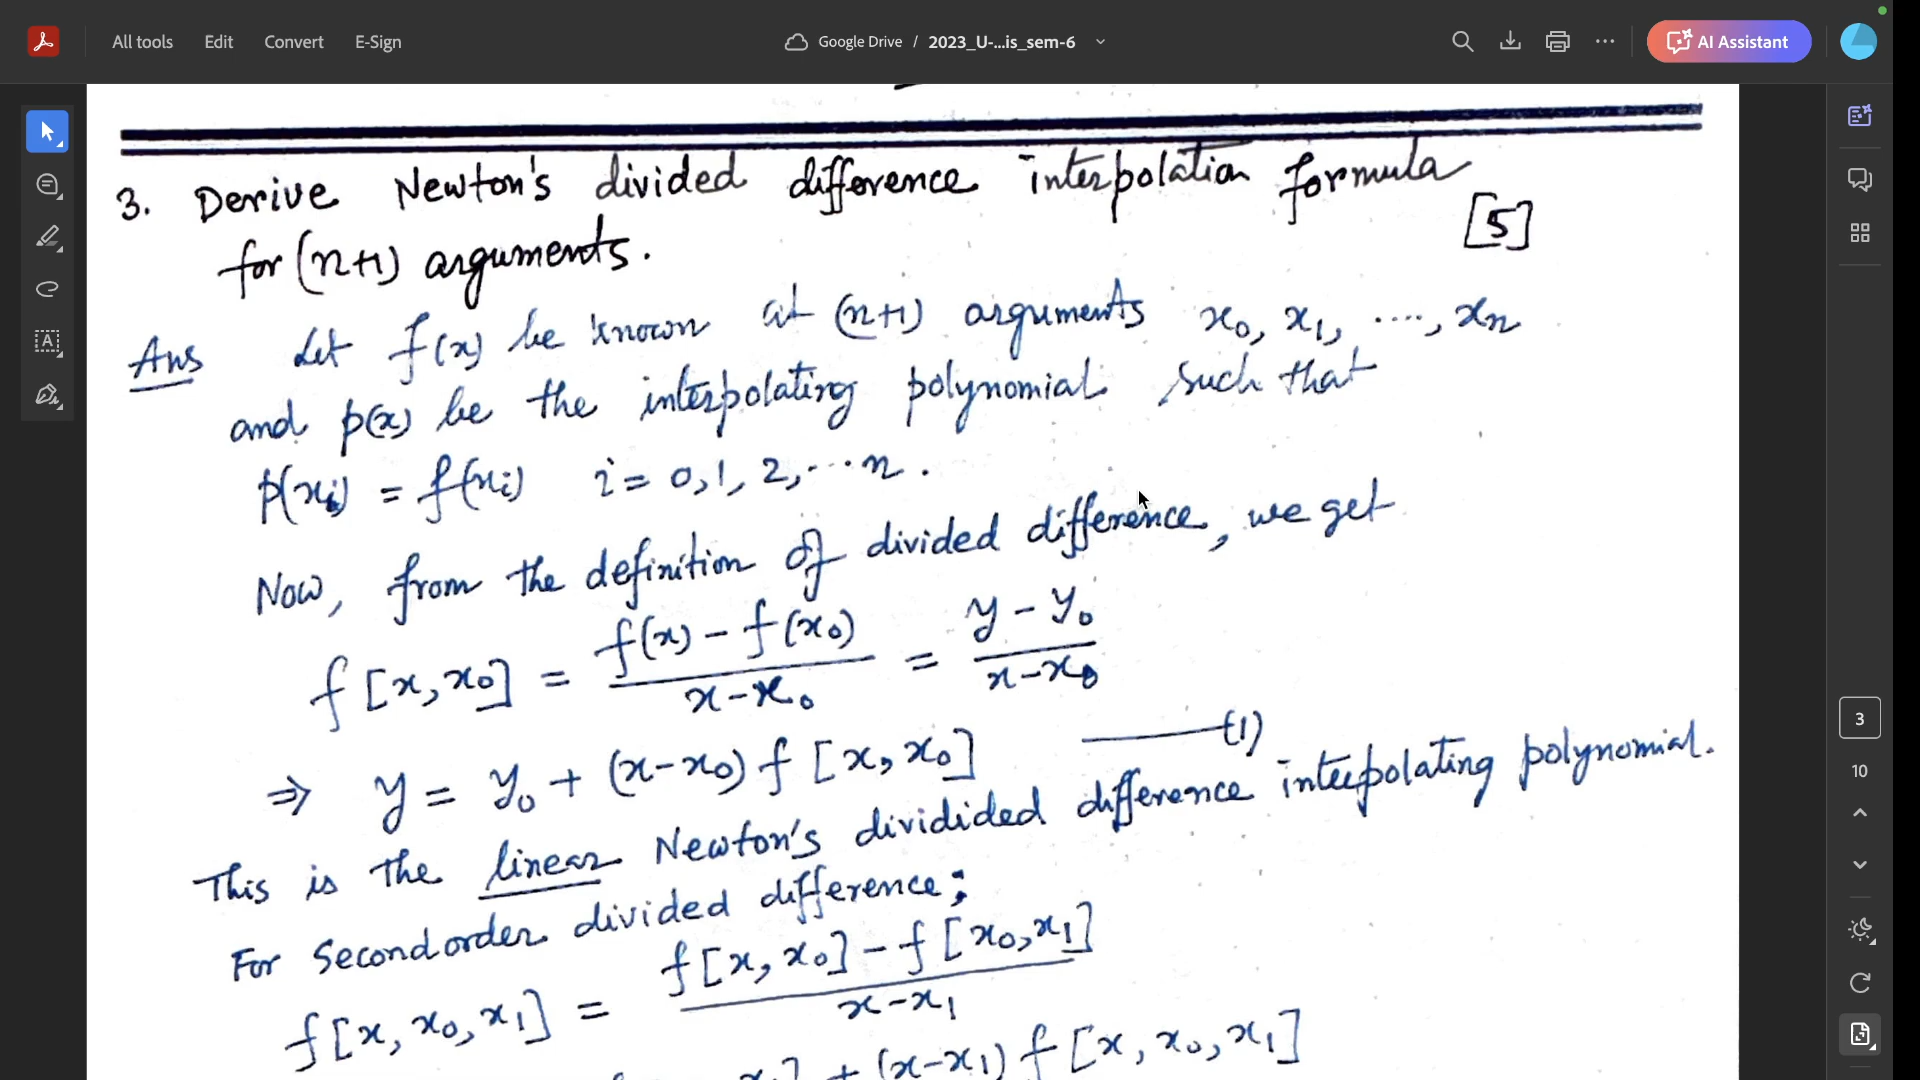 All tools Edit Convert E-Sign Google Drive / 2023_U-...is_sem-6 AI Assistant
3. Derive Newton's divided difference interpolation formula
for (n+1) arguments. [5]
Ans Let f(x) be known at (n+1) arguments x₀, x₁, ...., xₙ
and p(x) be the interpolating polynomial such that
p(xᵢ) = f(xᵢ) i = 0, 1, 2, ... n.
Now, from the definition of divided difference, we get
f[x, x₀] = (f(x) - f(x₀))/(x - x₀) = (y - y₀)/(x - x₀)
⇒ y = y₀ + (x-x₀) f [x, x₀] —(1)
This is the linear Newton's dividided difference interpolating polynomial.
For Second order divided difference;
f[x, x₀, x₁] = (f[x, x₀] - f[x₀, x₁])/(x - x₁)
+ (x-x₁) f [x, x₀, x₁]
3
10